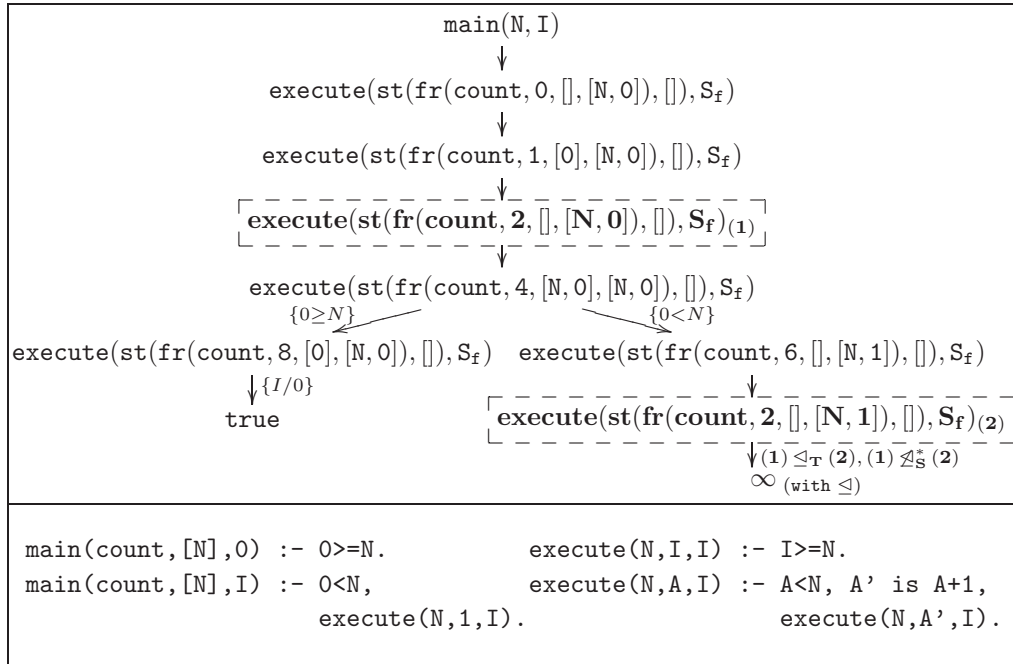 main(N, I)
execute(st(fr(count, 0, [], [N, 0]), []), S_f)
execute(st(fr(count, 1, [0], [N, 0]), []), S_f)
execute(st(fr(count, 2, [], [N, 0]), []), S_f)_(1)
execute(st(fr(count, 4, [N, 0], [N, 0]), []), S_f)
{0≥N} {0<N}
execute(st(fr(count, 8, [0], [N, 0]), []), S_f) execute(st(fr(count, 6, [], [N, 1]), []), S_f)
{I/0}
true execute(st(fr(count, 2, [], [N, 1]), []), S_f)_(2)
(1) ⊴_T (2), (1) ⋬*_S (2)
∞ (with ⊴)
main(count,[N],0) :- 0>=N. execute(N,I,I) :- I>=N.
main(count,[N],I) :- 0<N, execute(N,A,I) :- A<N, A' is A+1,
execute(N,1,I). execute(N,A',I).